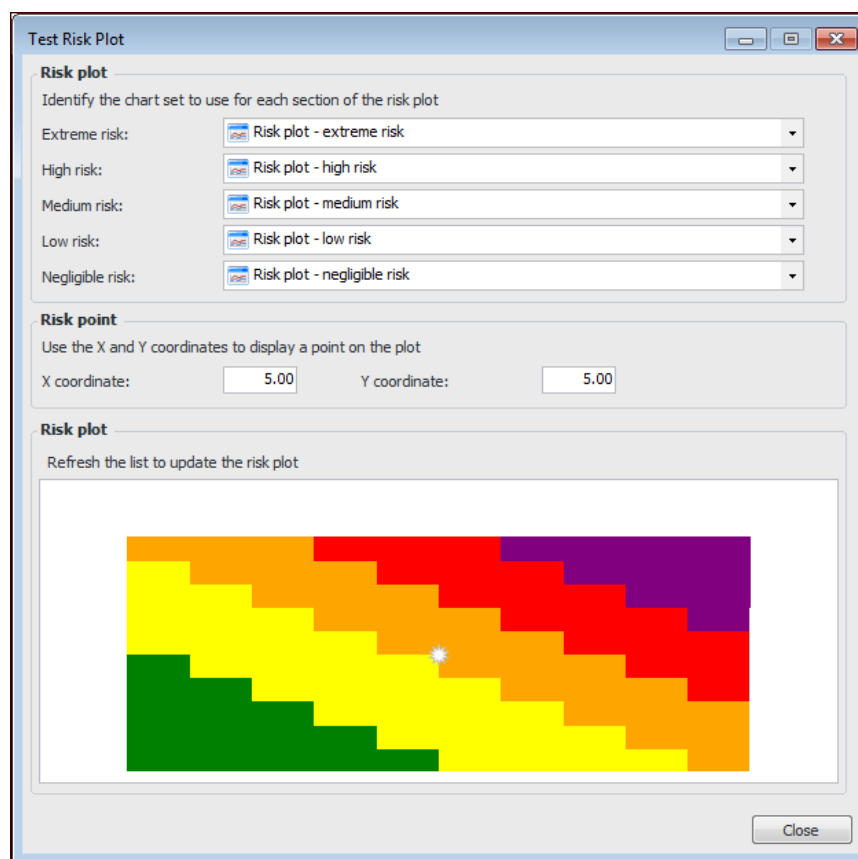 Test Risk Plot
Risk plot
Identify the chart set to use for each section of the risk plot
Extreme risk: Risk plot - extreme risk
High risk: Risk plot - high risk
Medium risk: Risk plot - medium risk
Low risk: Risk plot - low risk
Negligible risk: Risk plot - negligible risk
Risk point
Use the X and Y coordinates to display a point on the plot
X coordinate: 5.00 Y coordinate: 5.00
Risk plot
Refresh the list to update the risk plot
Close